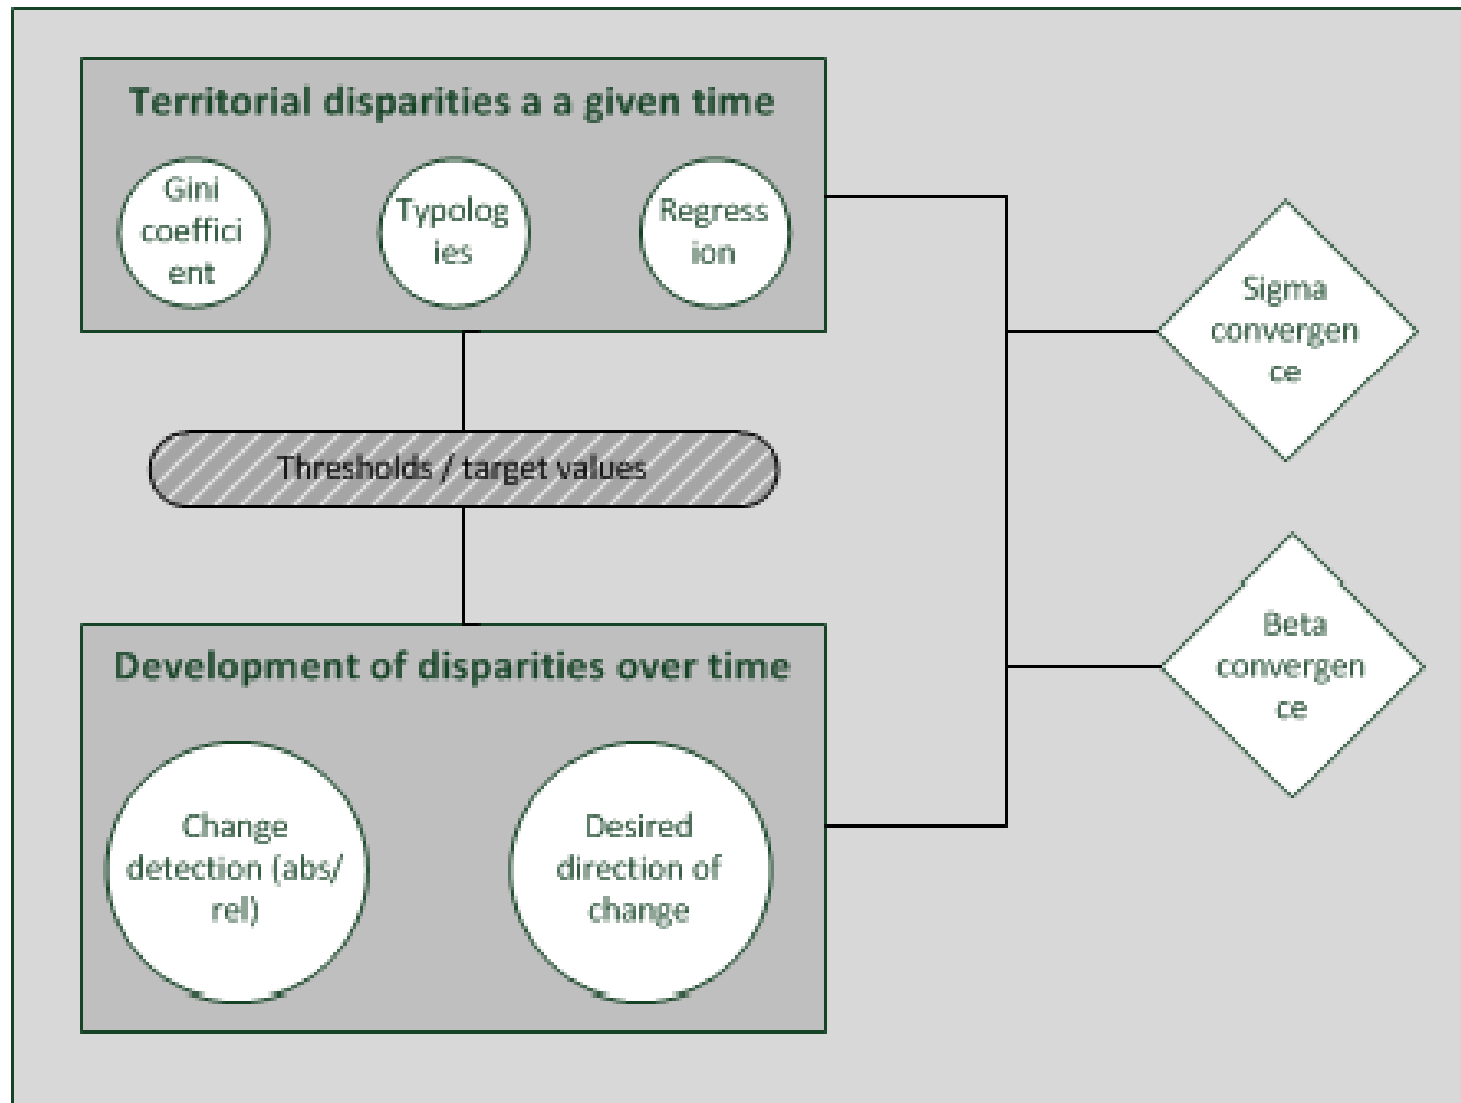 Territorial disparities a a given time
Gini
coeffici
ent
Typolog
ies
Regress
ion
Sigma
convergen
ce
Thresholds / target values
Beta
convergen
ce
Development of disparities over time
Change
detection (abs/
rel)
Desired
direction of
change